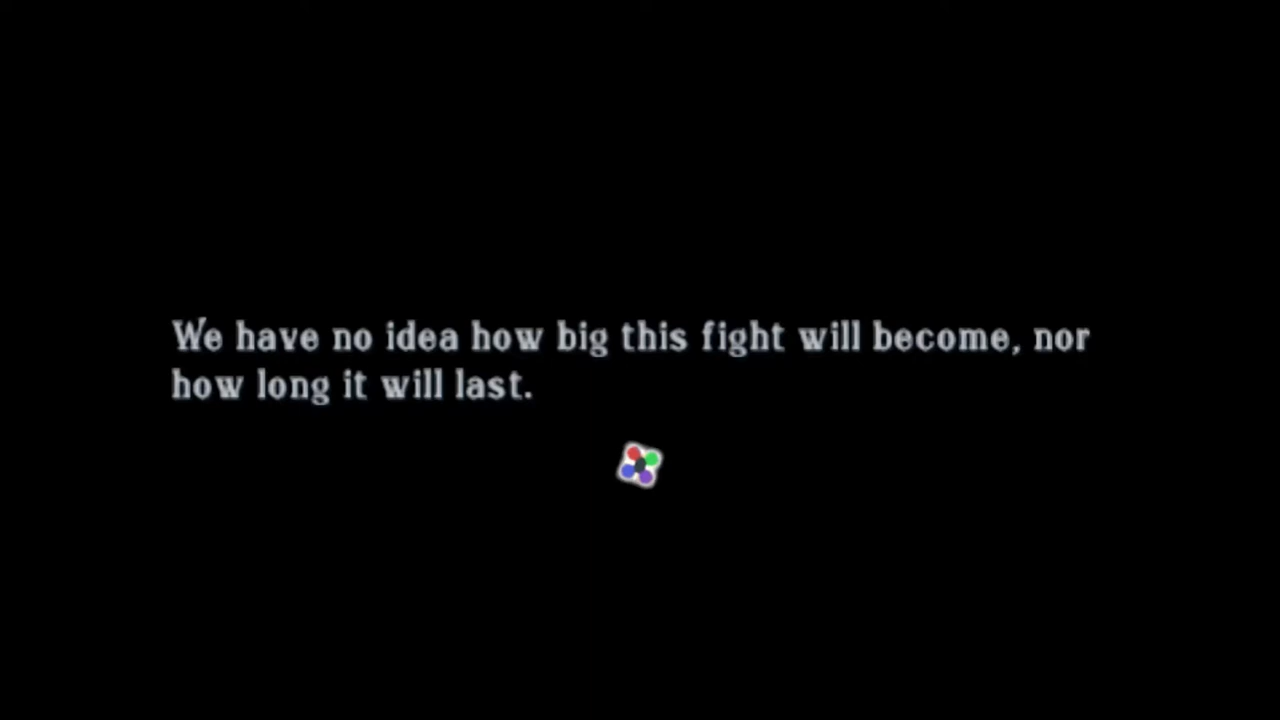 We have no idea how big this fight will become, nor
how long it will last.